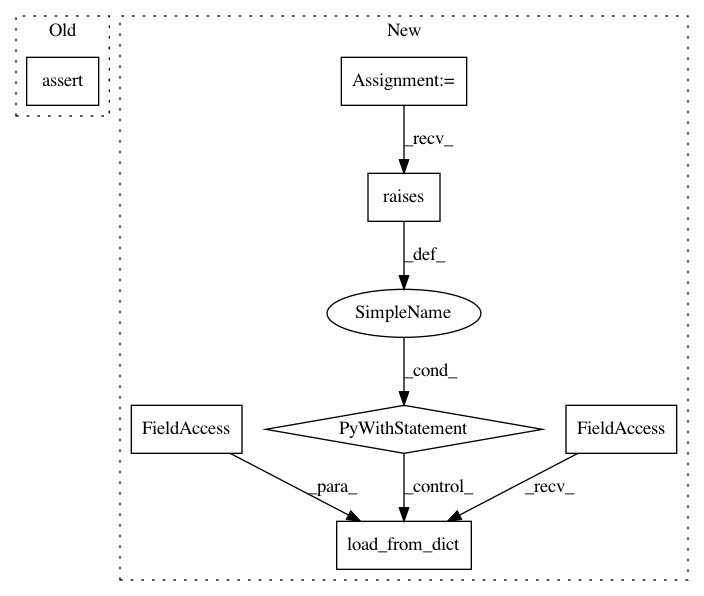 Old
New
assert
Assignment:=
_recv_
raises
_def_
SimpleName
_cond_
FieldAccess
PyWithStatement
FieldAccess
_para_
_control_
_recv_
load_from_dict